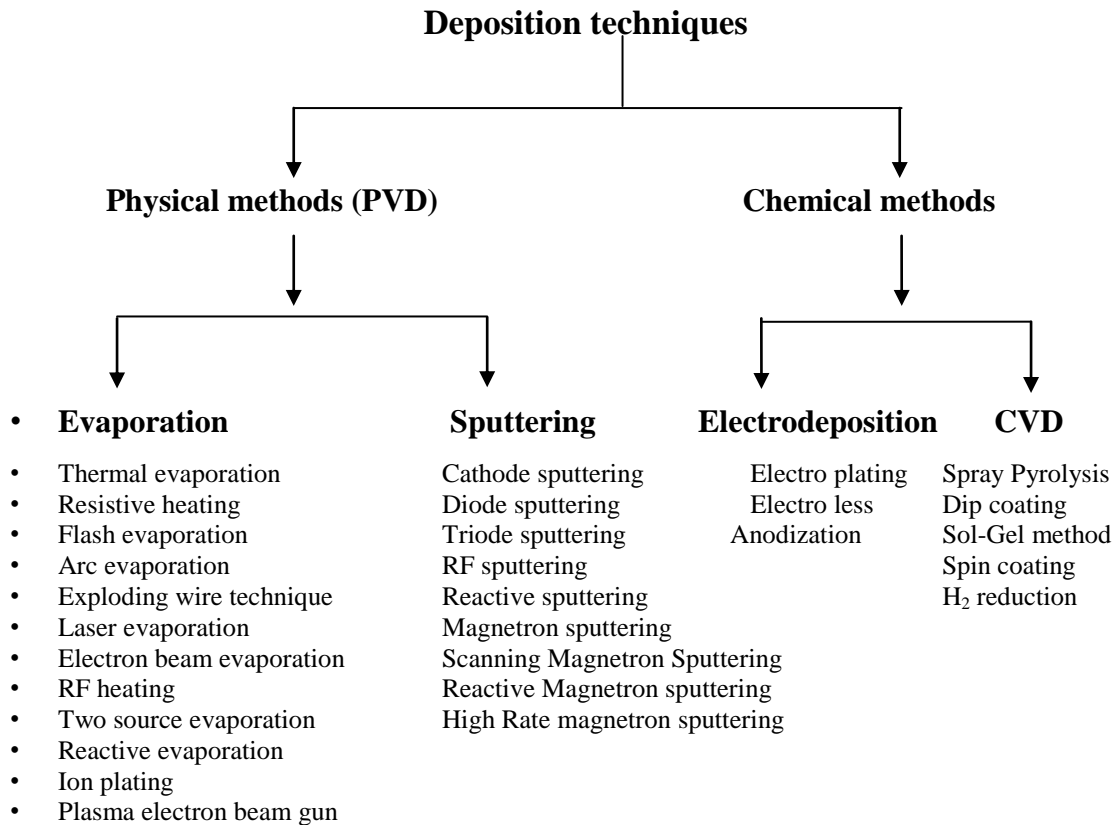 Deposition techniques
Physical methods (PVD) Chemical methods
• Evaporation Sputtering Electrodeposition CVD
• Thermal evaporation Cathode sputtering Electro plating Spray Pyrolysis
• Resistive heating Diode sputtering Electro less Dip coating
• Flash evaporation Triode sputtering Anodization Sol-Gel method
• Arc evaporation RF sputtering Spin coating
• Exploding wire technique Reactive sputtering H₂ reduction
• Laser evaporation Magnetron sputtering
• Electron beam evaporation Scanning Magnetron Sputtering
• RF heating Reactive Magnetron sputtering
• Two source evaporation High Rate magnetron sputtering
• Reactive evaporation
• Ion plating
• Plasma electron beam gun